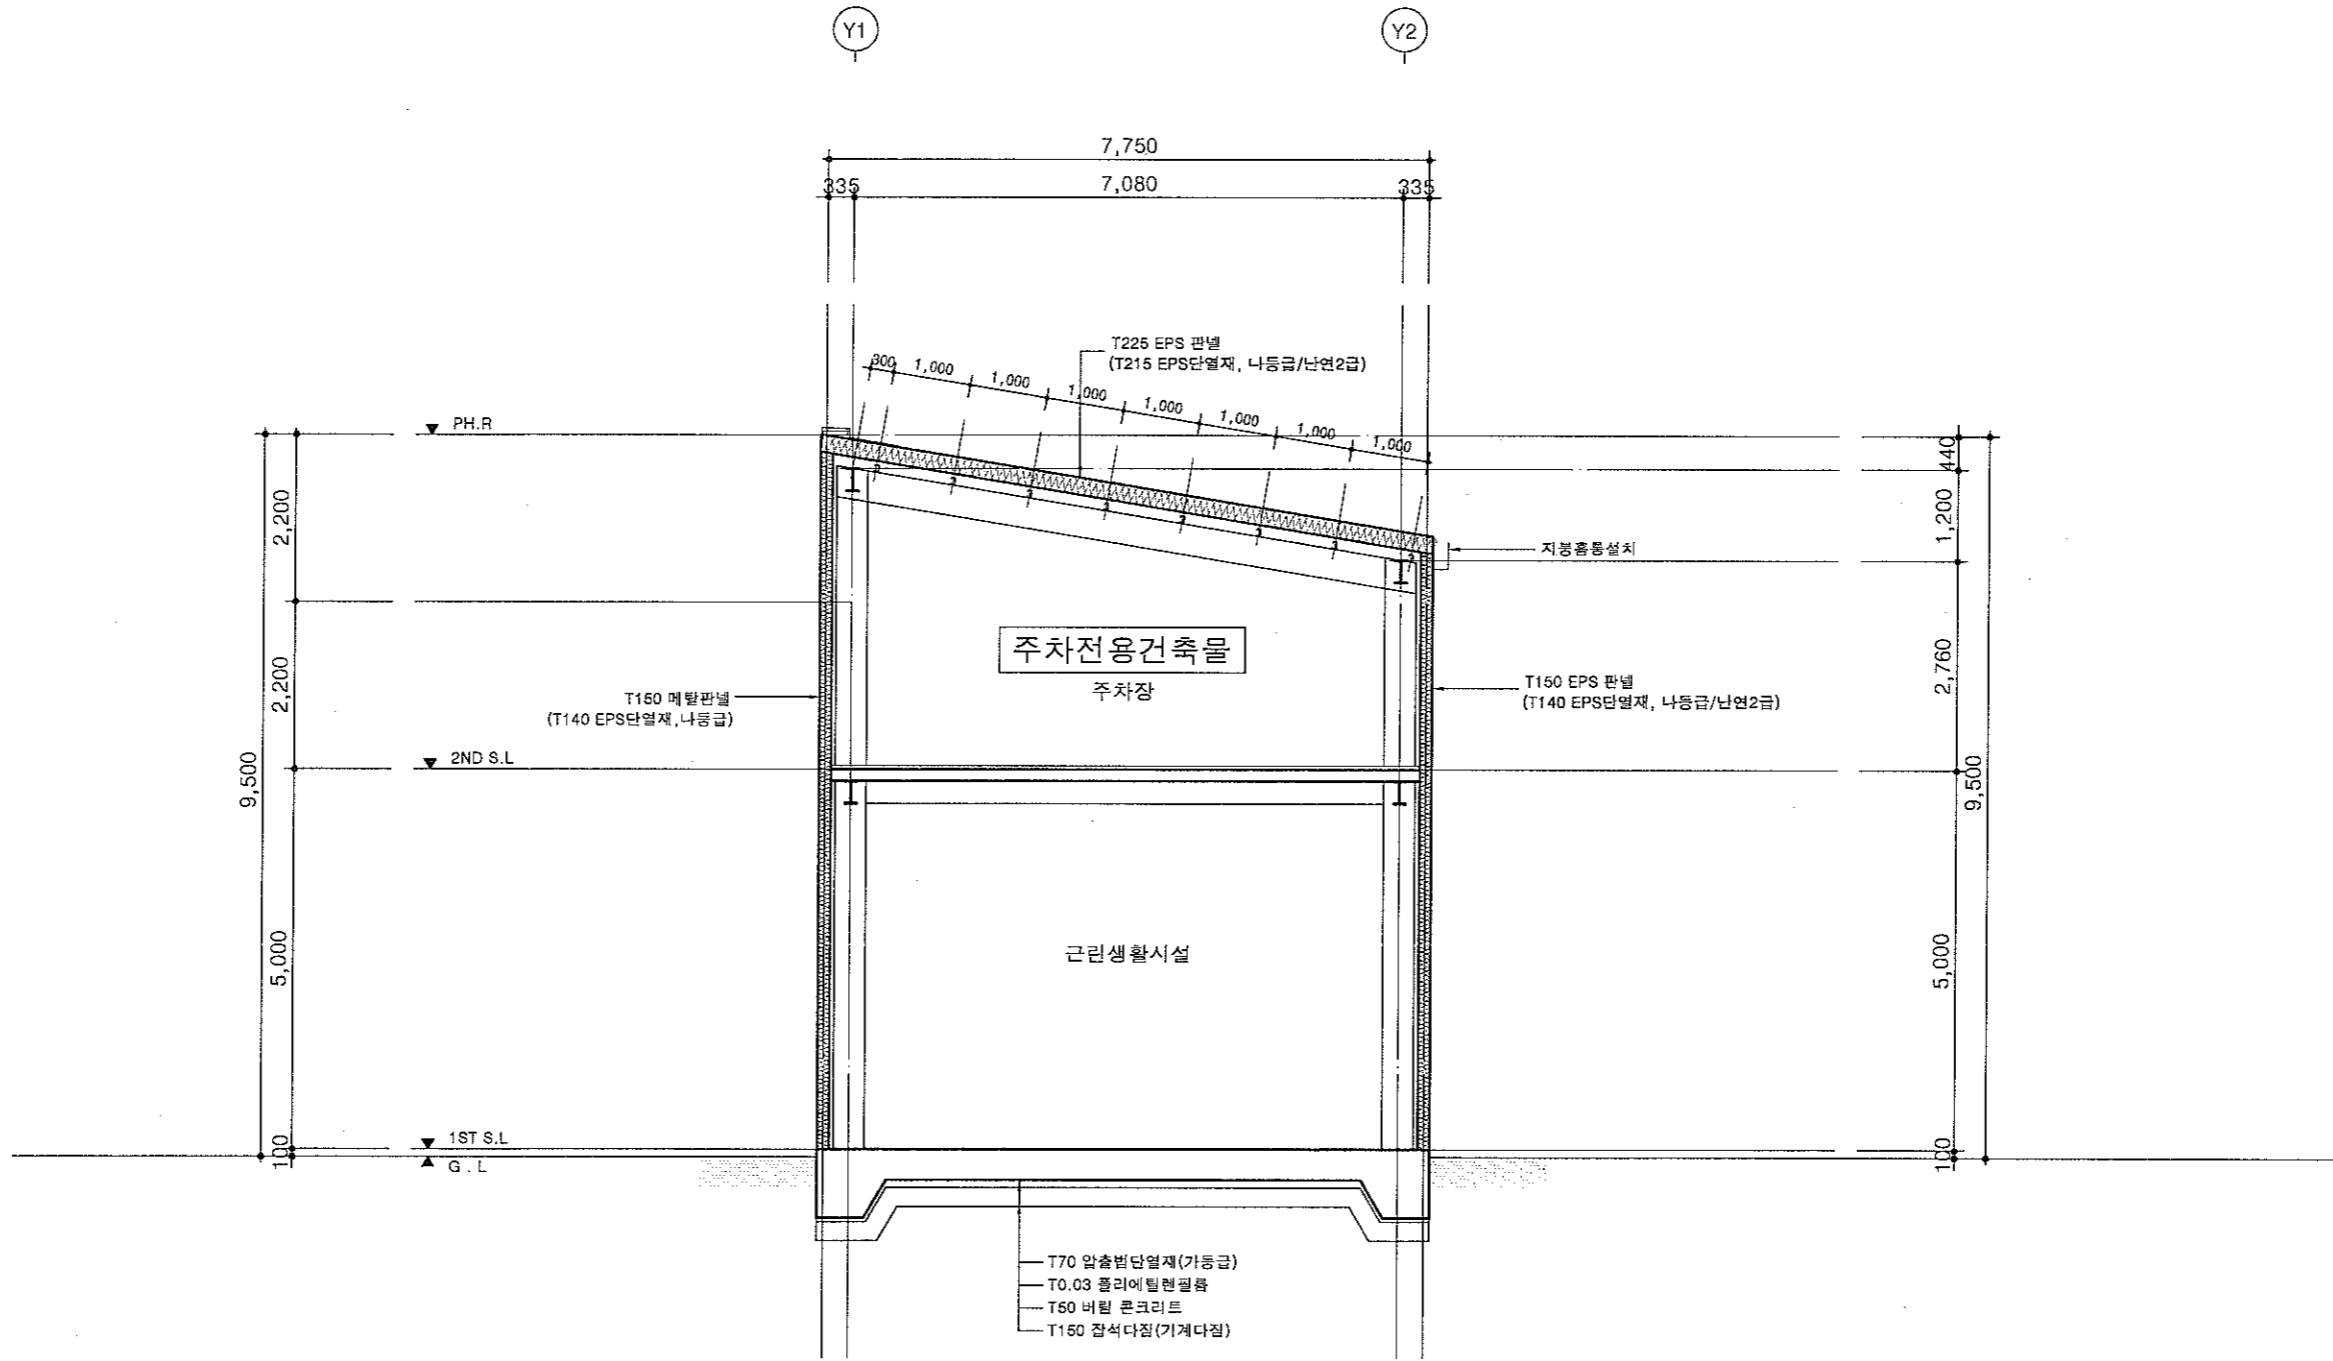 Y1
Y2
7,750
335
7,080
335
T225 EPS 판넬
(T215 EPS단열재, 나등급/난연2급)
300
1,000
1,000
1,000
1,000
1,000
1,000
1,000
PH.R
440
2,200
1,200
지붕홈통설치
주차전용건축물
주차장
2,200
2,760
T150 메탈판넬
(T140 EPS단열재,나등급)
T150 EPS 판넬
(T140 EPS단열재, 나등급/난연2급)
2ND S.L
9,500
9,500
5,000
근린생활시설
5,000
1ST S.L
G . L
100
100
T70 압출법단열재(가등급)
T0.03 폴리에틸렌필름
T50 버림 콘크리트
T150 잡석다짐(기계다짐)